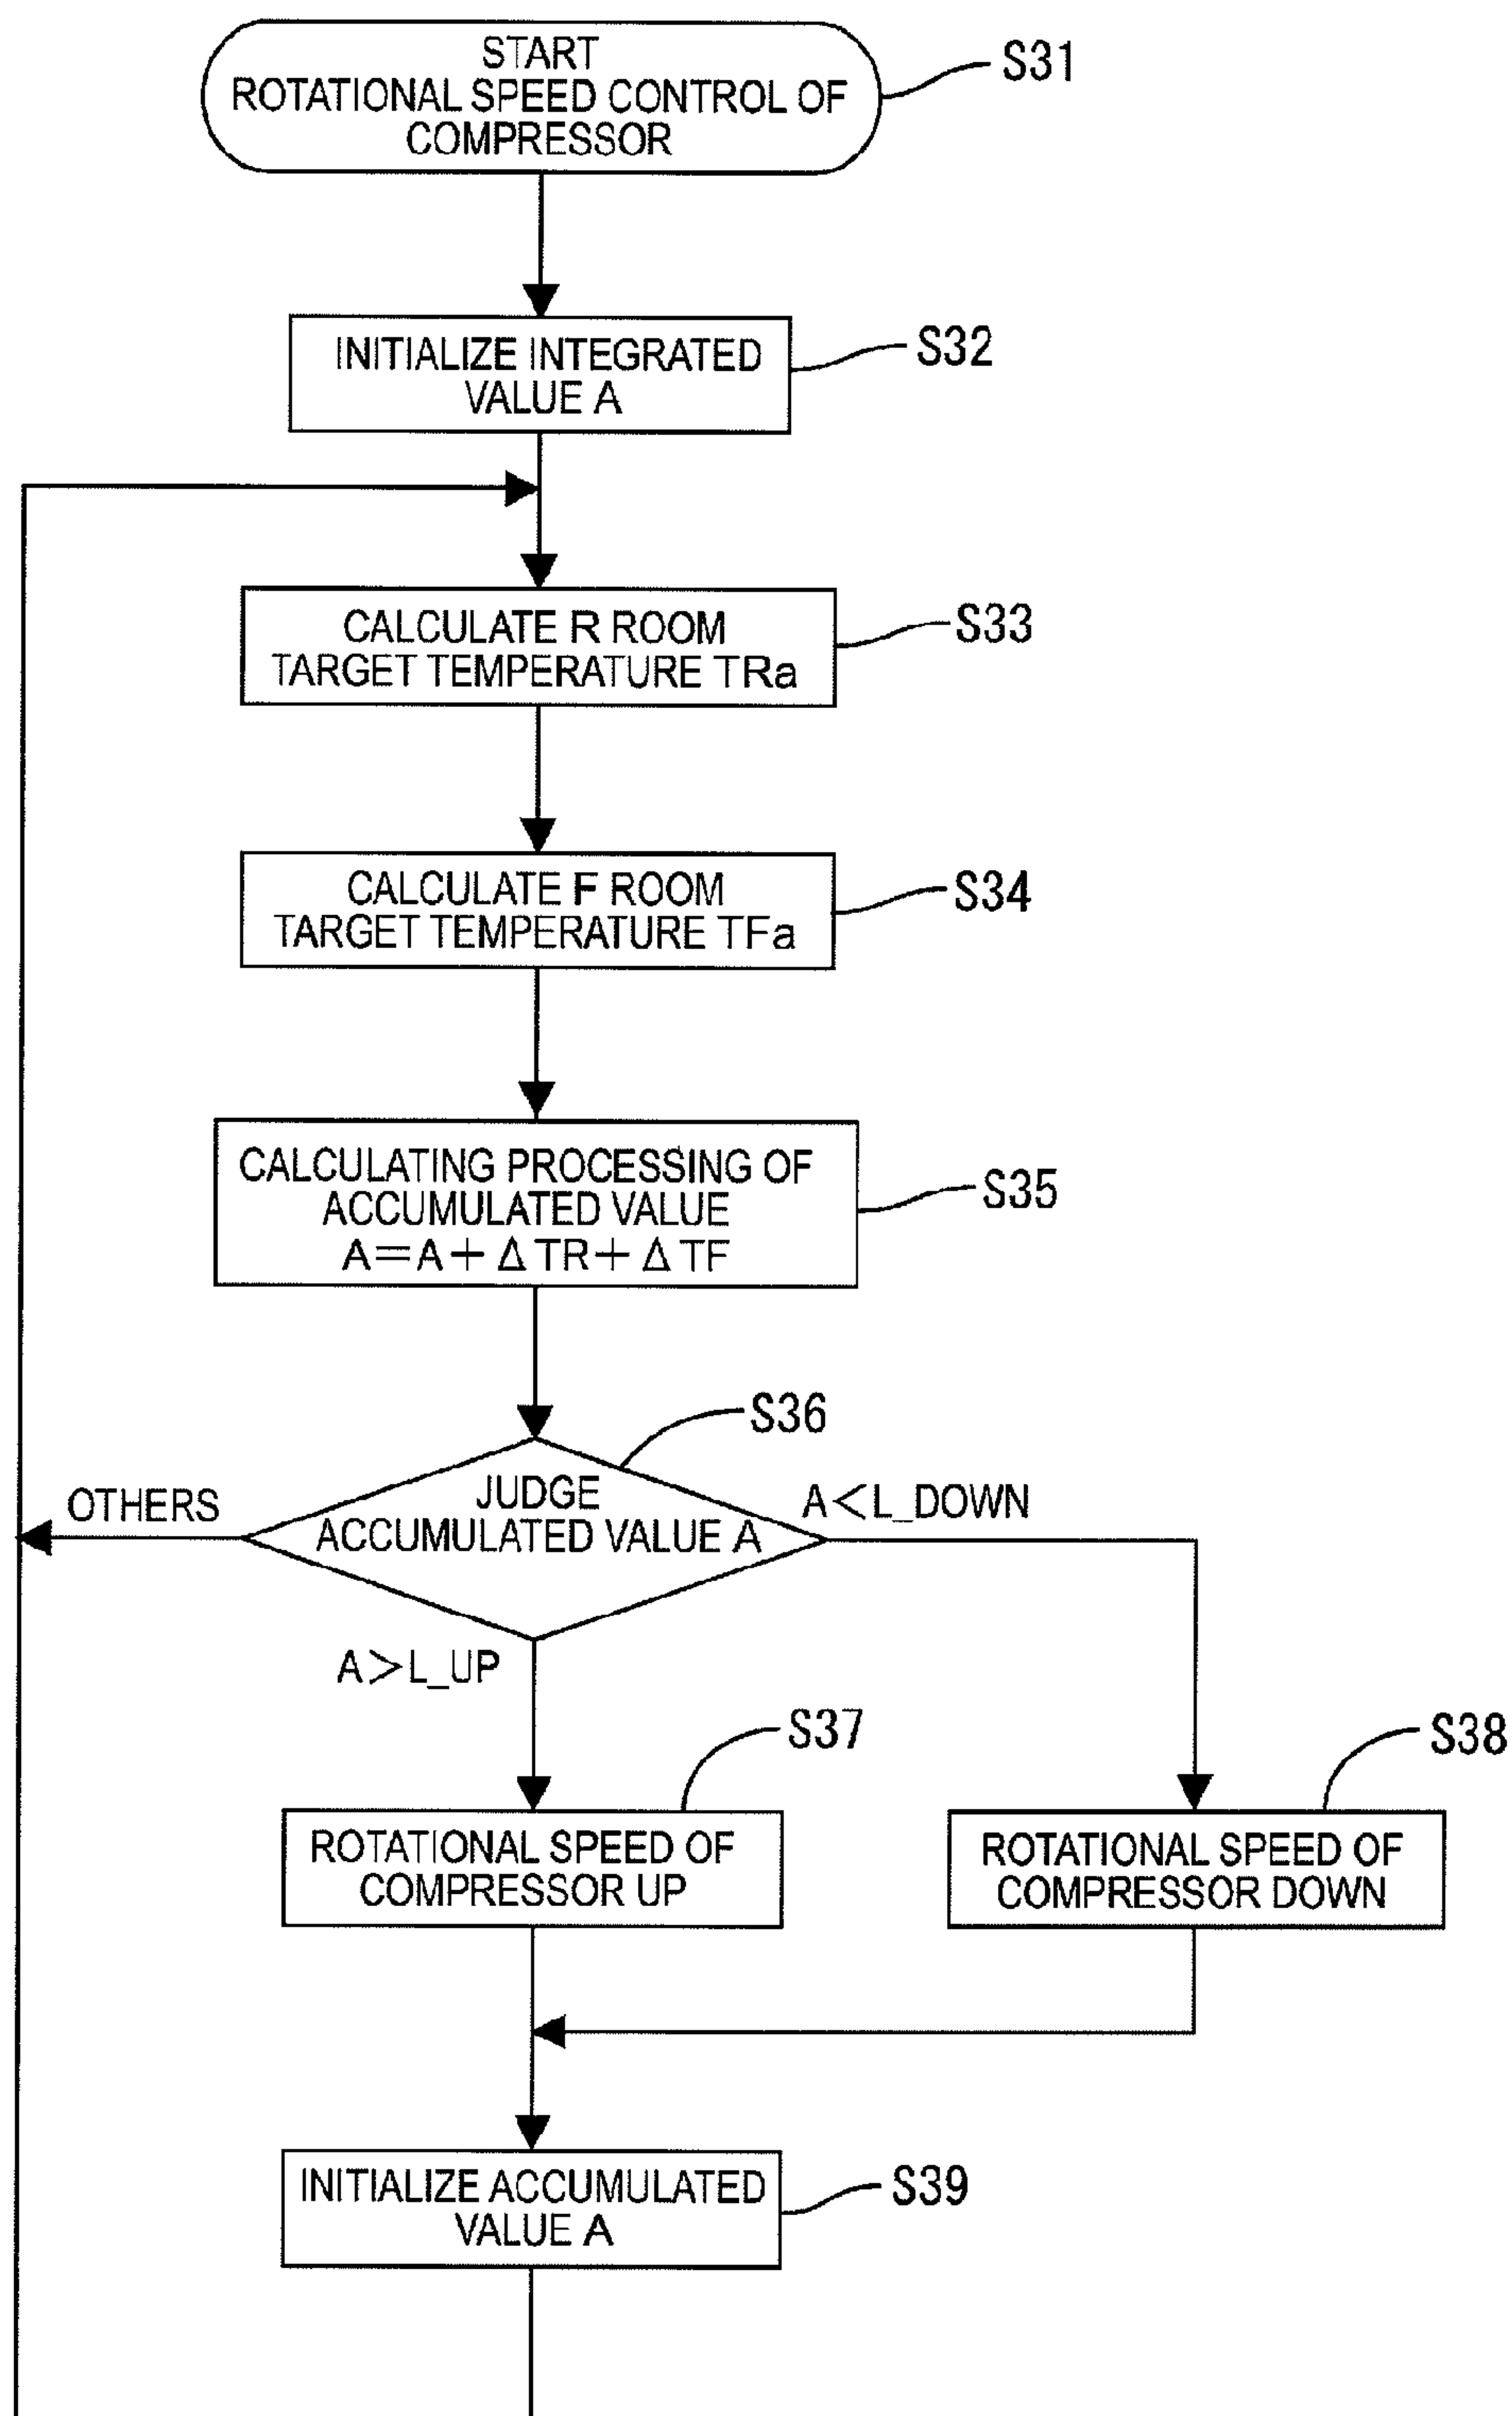 START
ROTATIONAL SPEED CONTROL OF
COMPRESSOR
S31
INITIALIZE INTEGRATED
VALUE A
S32
CALCULATE R ROOM
TARGET TEMPERATURE TRa
S33
CALCULATE F ROOM
TARGET TEMPERATURE TFa
S34
CALCULATING PROCESSING OF
ACCUMULATED VALUE
A=A+ΔTR+ΔTF
S35
S36
JUDGE
ACCUMULATED VALUE A
OTHERS
A<L_DOWN
A>L_UP
S37
ROTATIONAL SPEED OF
COMPRESSOR UP
S38
ROTATIONAL SPEED OF
COMPRESSOR DOWN
INITIALIZE ACCUMULATED
VALUE A
S39